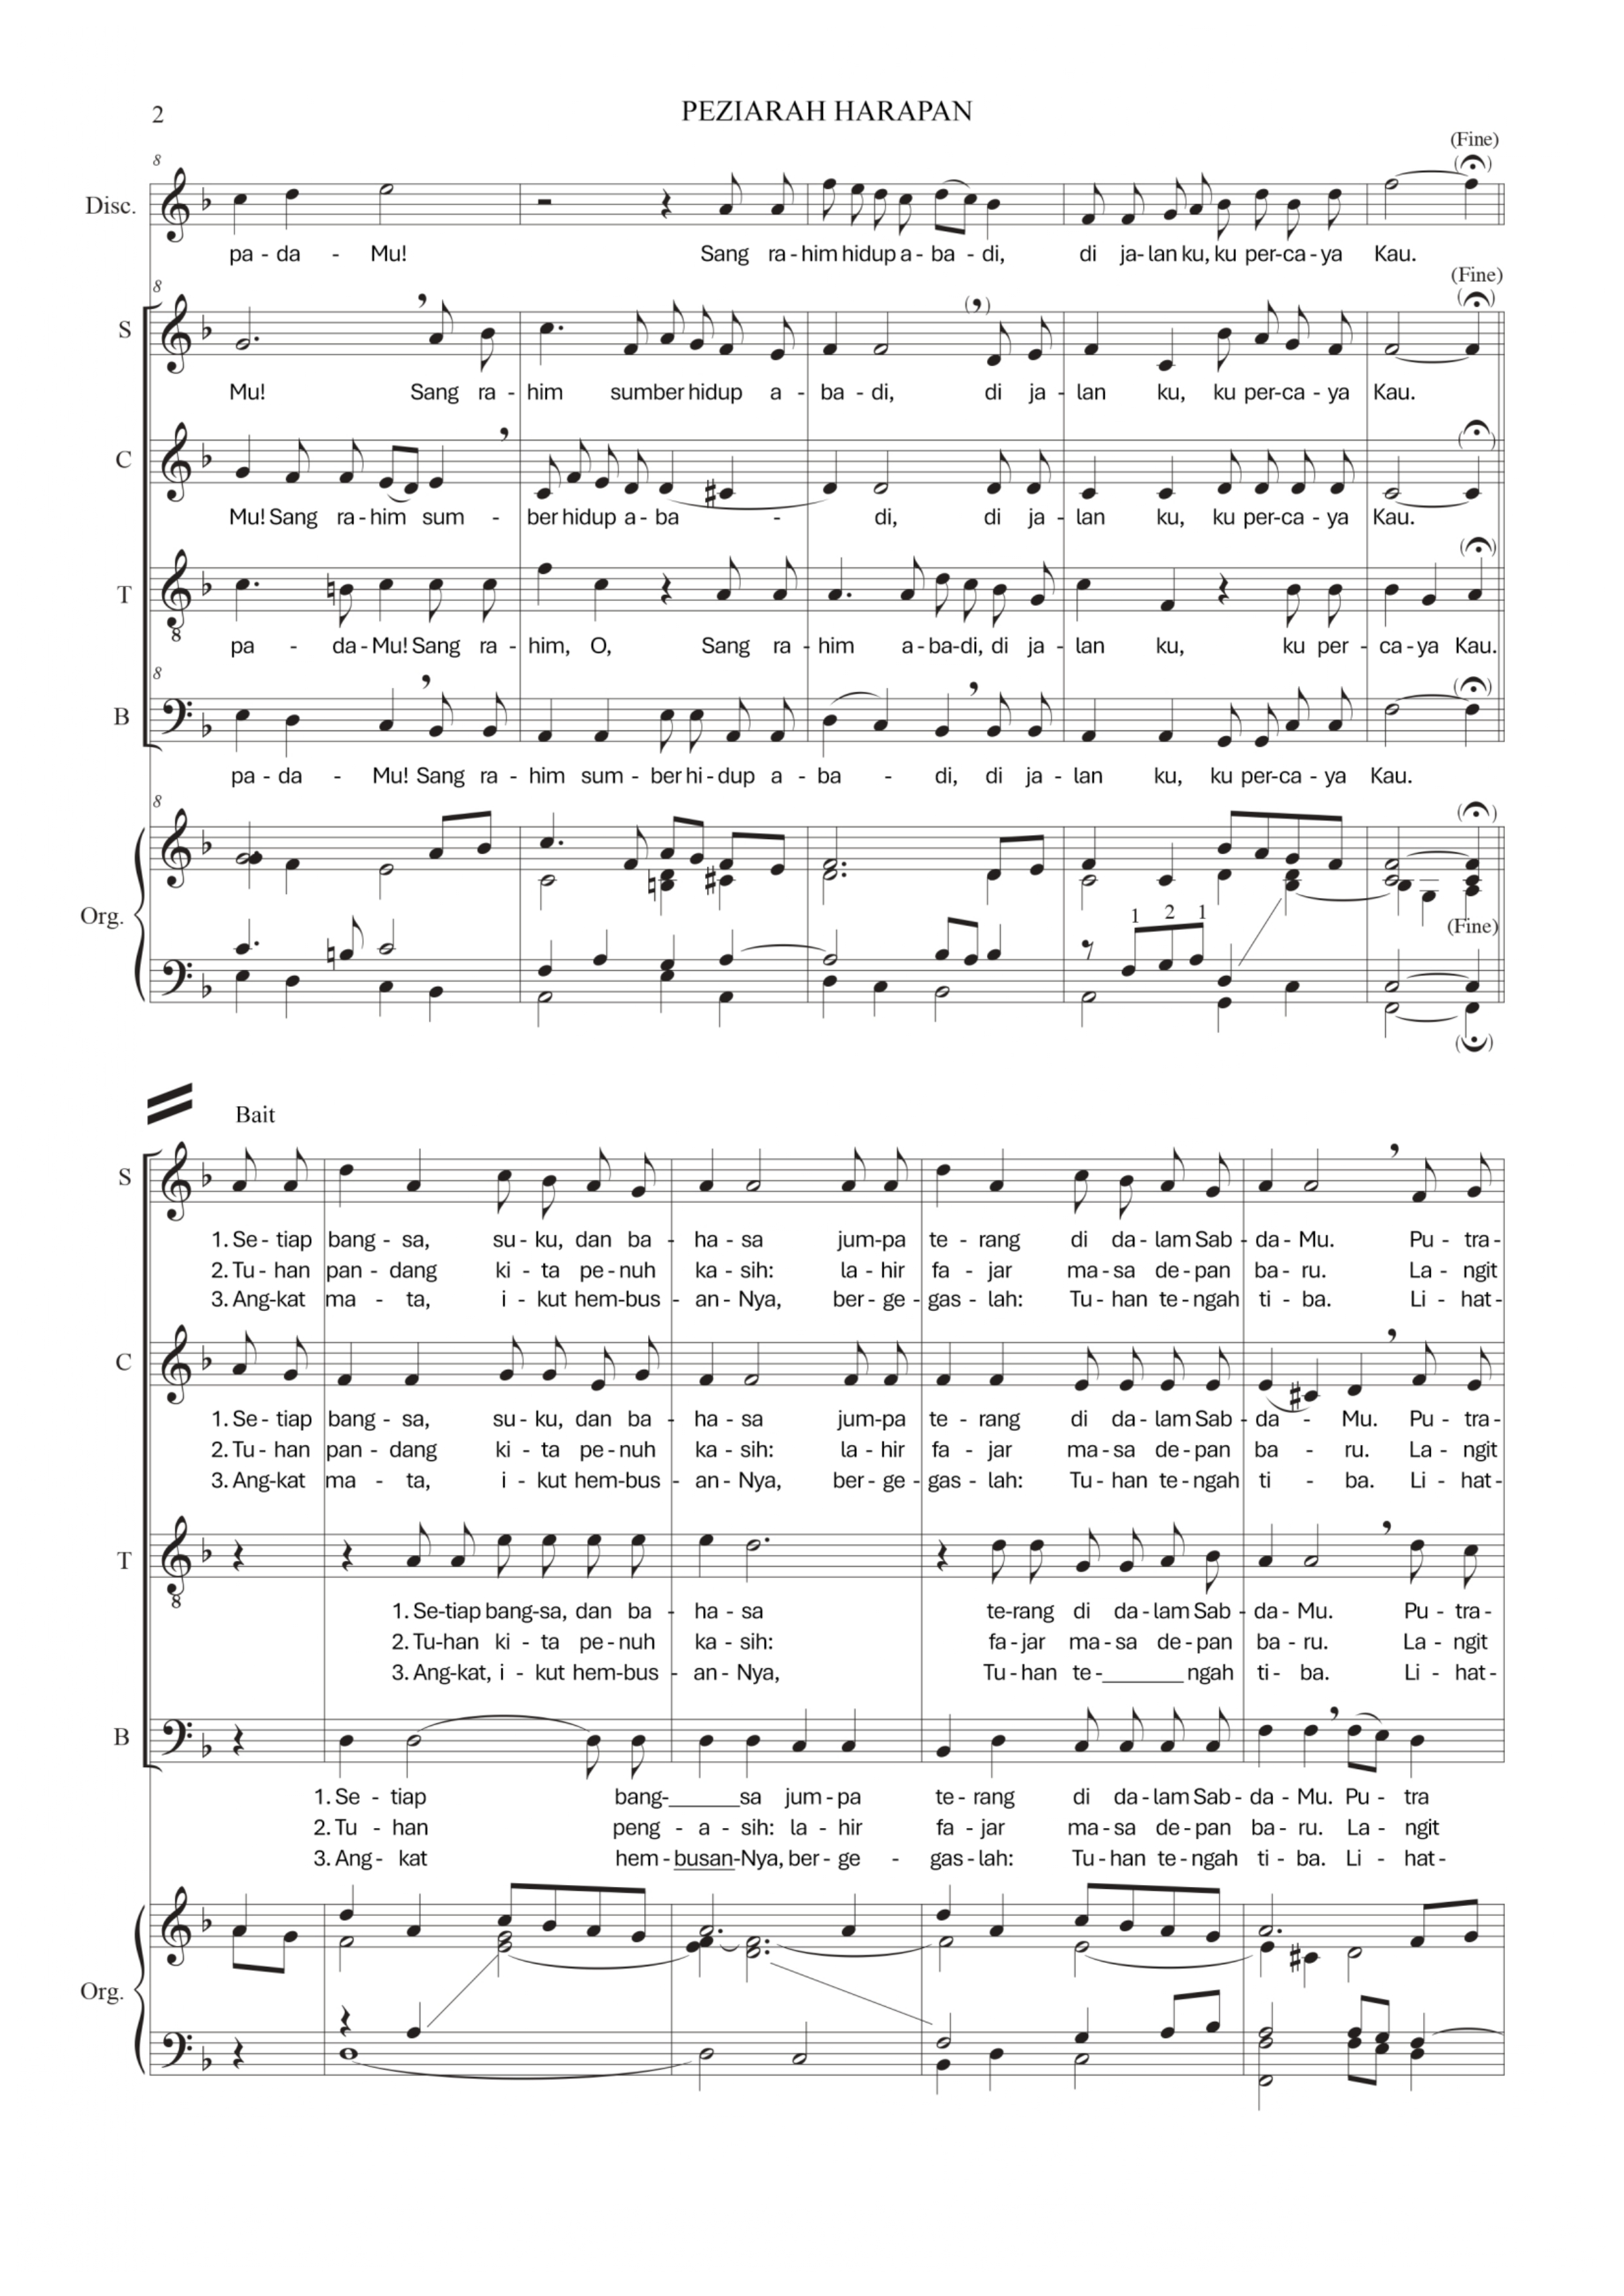 2
PEZIARAH HARAPAN
(Fine)
8
Disc.
pa - da - Mu! Sang ra - him hidup a - ba - di, di ja - lan ku, ku per - ca - ya Kau.
(Fine)
8
S
Mu! Sang ra - him sumber hidup a - ba - di, di ja - lan ku, ku per - ca - ya Kau.
C
Mu! Sang ra - him sum - ber hidup a - ba - di, di ja - lan ku, ku per - ca - ya Kau.
T
8
pa - da - Mu! Sang ra - him, O, Sang ra - him a - ba - di, di ja - lan ku, ku per - ca - ya Kau.
8
B
pa - da - Mu! Sang ra - him sum - ber hi - dup a - ba - di, di ja - lan ku, ku per - ca - ya Kau.
8
1 2 1
Org.
(Fine)
Bait
S
1. Se - tiap bang - sa, su - ku, dan ba - ha - sa jum - pa te - rang di da - lam Sab - da - Mu. Pu - tra -
2. Tu - han pan - dang ki - ta pe - nuh ka - sih: la - hir fa - jar ma - sa de - pan ba - ru. La - ngit
3. Ang - kat ma - ta, i - kut hem - bus - an - Nya, ber - ge - gas - lah: Tu - han te - ngah ti - ba. Li - hat -
C
1. Se - tiap bang - sa, su - ku, dan ba - ha - sa jum - pa te - rang di da - lam Sab - da - Mu. Pu - tra -
2. Tu - han pan - dang ki - ta pe - nuh ka - sih: la - hir fa - jar ma - sa de - pan ba - ru. La - ngit
3. Ang - kat ma - ta, i - kut hem - bus - an - Nya, ber - ge - gas - lah: Tu - han te - ngah ti - ba. Li - hat -
T
8
1. Se - tiap bang - sa, dan ba - ha - sa te - rang di da - lam Sab - da - Mu. Pu - tra -
2. Tu - han ki - ta pe - nuh ka - sih: fa - jar ma - sa de - pan ba - ru. La - ngit
3. Ang - kat, i - kut hem - bus - an - Nya, Tu - han te - ________ ngah ti - ba. Li - hat -
B
1. Se - tiap bang - ______ sa jum - pa te - rang di da - lam Sab - da - Mu. Pu - tra
2. Tu - han peng - a - sih: la - hir fa - jar ma - sa de - pan ba - ru. La - ngit
3. Ang - kat hem - busan - Nya, ber - ge - gas - lah: Tu - han te - ngah ti - ba. Li - hat -
Org.